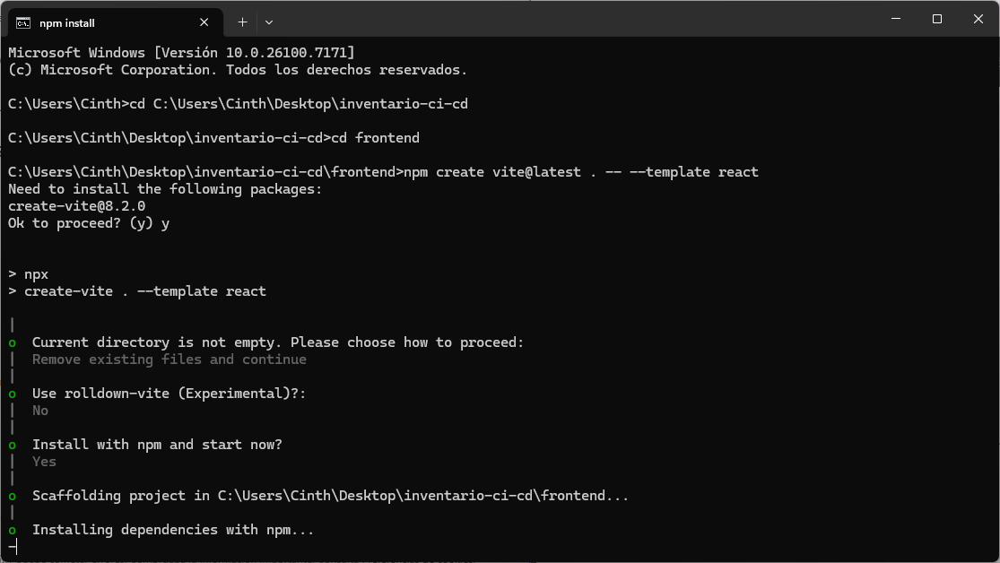 npm install
Microsoft Windows [Versión 10.0.26100.7171]
(c) Microsoft Corporation. Todos los derechos reservados.
C:\Users\Cinth>cd C:\Users\Cinth\Desktop\inventario-ci-cd
C:\Users\Cinth\Desktop\inventario-ci-cd>cd frontend
C:\Users\Cinth\Desktop\inventario-ci-cd\frontend>npm create vite@latest . -- --template react
Need to install the following packages:
create-vite@8.2.0
Ok to proceed? (y) y
> npx
> create-vite . --template react
|
o  Current directory is not empty. Please choose how to proceed:
|  Remove existing files and continue
|
o  Use rolldown-vite (Experimental)?:
|  No
|
o  Install with npm and start now?
|  Yes
|
o  Scaffolding project in C:\Users\Cinth\Desktop\inventario-ci-cd\frontend...
|
o  Installing dependencies with npm...
-